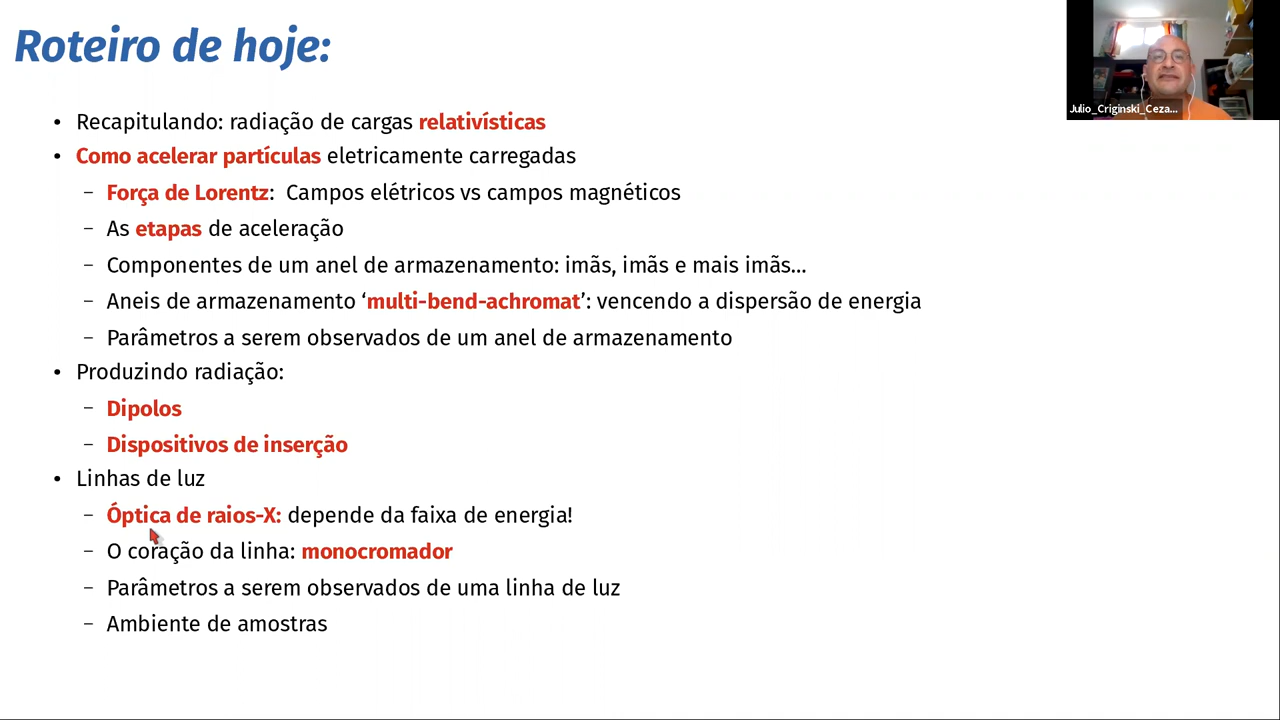 Roteiro de hoje:
Julio_Criginski_Ceza...
• Recapitulando: radiação de cargas relativísticas
• Como acelerar partículas eletricamente carregadas
– Força de Lorentz: Campos elétricos vs campos magnéticos
– As etapas de aceleração
– Componentes de um anel de armazenamento: imãs, imãs e mais imãs...
– Aneis de armazenamento ‘multi-bend-achromat’: vencendo a dispersão de energia
– Parâmetros a serem observados de um anel de armazenamento
• Produzindo radiação:
– Dipolos
– Dispositivos de inserção
• Linhas de luz
– Óptica de raios-X: depende da faixa de energia!
– O coração da linha: monocromador
– Parâmetros a serem observados de uma linha de luz
– Ambiente de amostras